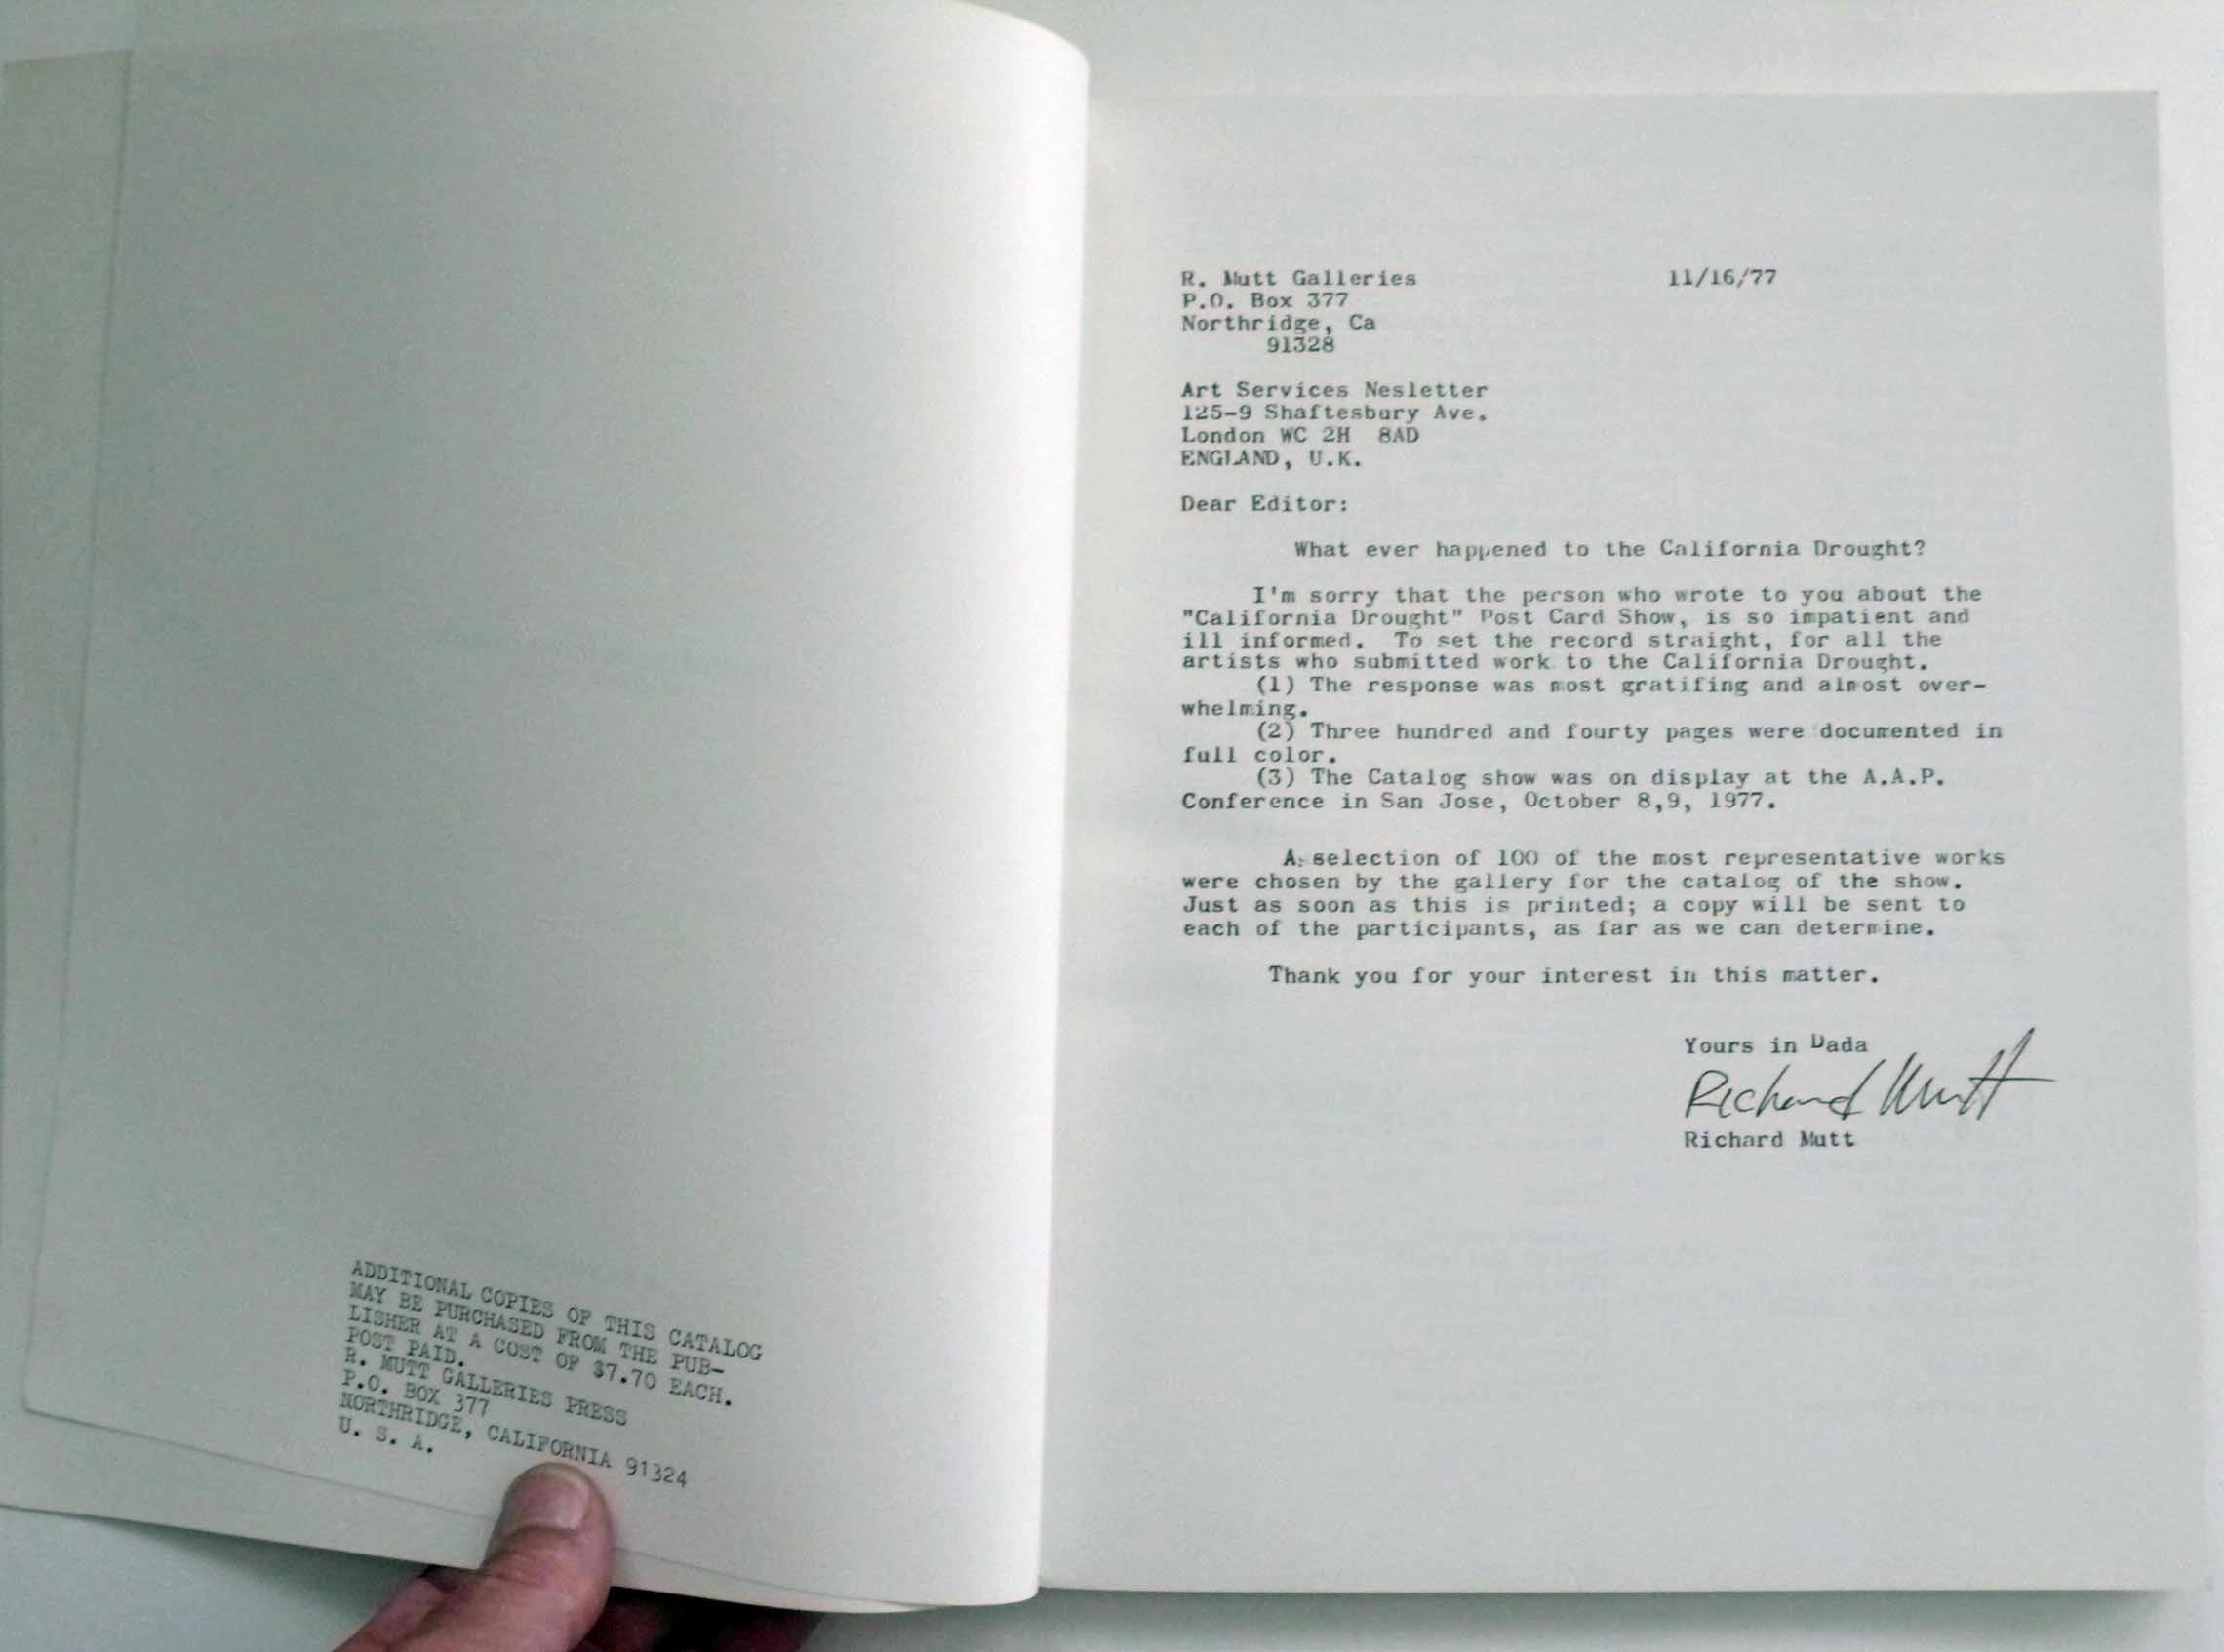 ADDITIONAL COPIES OF THIS CATALOG
MAY BE PURCHASED FROM THE PUB-
LISHER AT A COST OF $7.70 EACH.
POST PAID.
R. MUTT GALLERIES PRESS
P.O. BOX 377
NORTHRIDGE, CALIFORNIA 91324
U. S. A.
R. Mutt Galleries 11/16/77
P.O. Box 377
Northridge, Ca
91328
Art Services Nesletter
125-9 Shaftesbury Ave.
London WC 2H 8AD
ENGLAND, U.K.
Dear Editor:
What ever happened to the California Drought?
I'm sorry that the person who wrote to you about the
"California Drought" Post Card Show, is so impatient and
ill informed. To set the record straight, for all the
artists who submitted work to the California Drought.
(1) The response was most gratifing and almost over-
whelming.
(2) Three hundred and fourty pages were documented in
full color.
(3) The Catalog show was on display at the A.A.P.
Conference in San Jose, October 8,9, 1977.
A selection of 100 of the most representative works
were chosen by the gallery for the catalog of the show.
Just as soon as this is printed; a copy will be sent to
each of the participants, as far as we can determine.
Thank you for your interest in this matter.
Yours in Dada
Richard Mutt
Richard Mutt